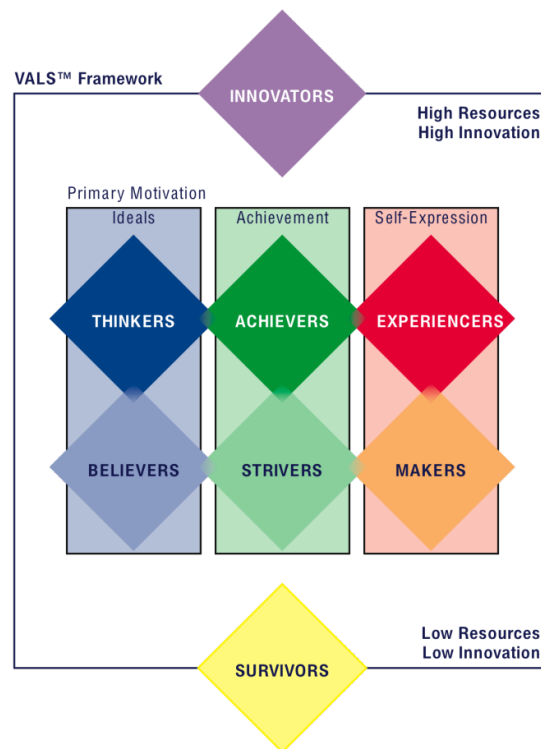 VALS™ Framework
INNOVATORS
High Resources
High Innovation
Primary Motivation
Ideals
Achievement
Self-Expression
THINKERS
ACHIEVERS
EXPERIENCERS
BELIEVERS
STRIVERS
MAKERS
Low Resources
Low Innovation
SURVIVORS